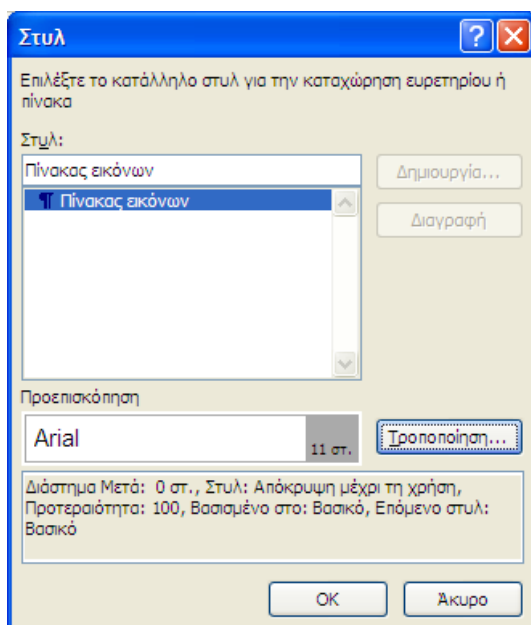 Στυλ
Επιλέξτε το κατάλληλο στυλ για την καταχώρηση ευρετηρίου ή
πίνακα
Στυλ:
Πίνακας εικόνων
Δημιουργία...
¶ Πίνακας εικόνων
Διαγραφή
Προεπισκόπηση
Arial
11 στ.
Τροποποίηση...
Διάστημα Μετά: 0 στ., Στυλ: Απόκρυψη μέχρι τη χρήση,
Προτεραιότητα: 100, Βασισμένο στο: Βασικό, Επόμενο στυλ:
Βασικό
OK
Άκυρο